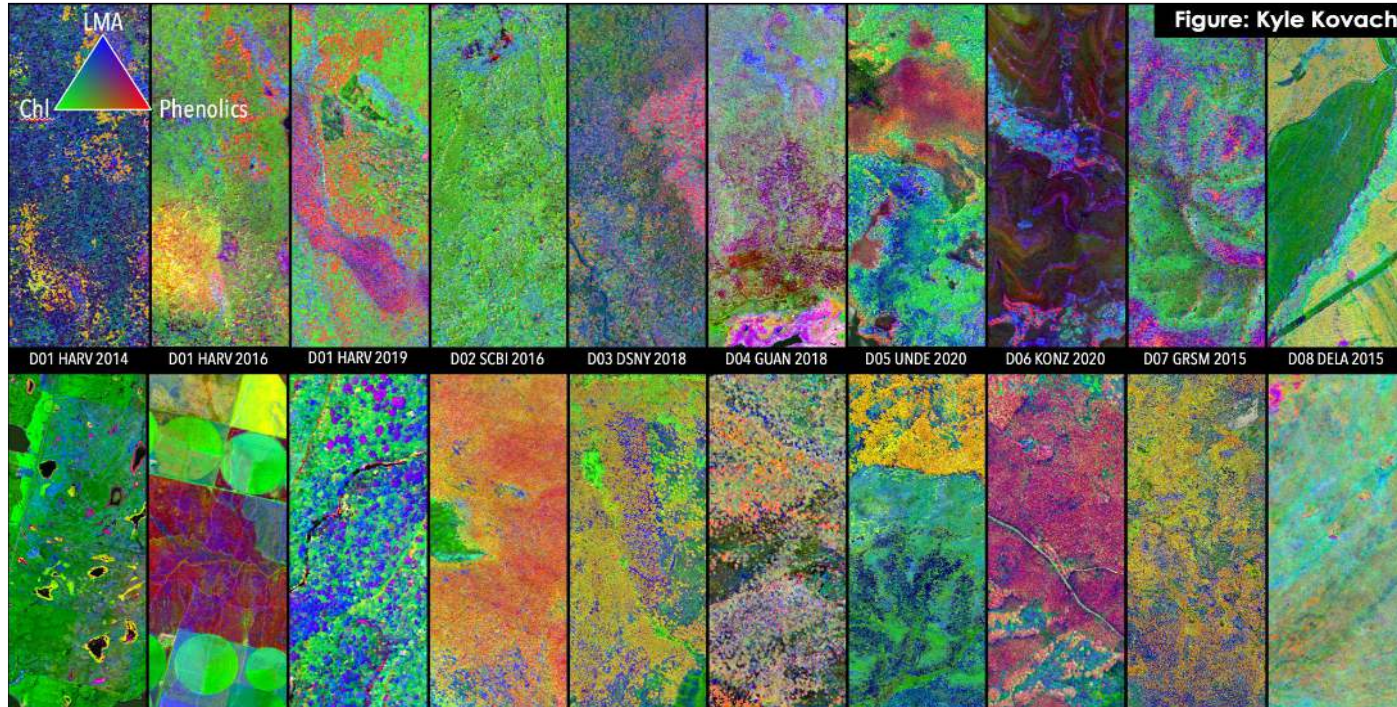 Figure: Kyle Kovach
LMA
Chl
Phenolics
D01 HARV 2014
D01 HARV 2016
D01 HARV 2019
D02 SCBI 2016
D03 DSNY 2018
D04 GUAN 2018
D05 UNDE 2020
D06 KONZ 2020
D07 GRSM 2015
D08 DELA 2015